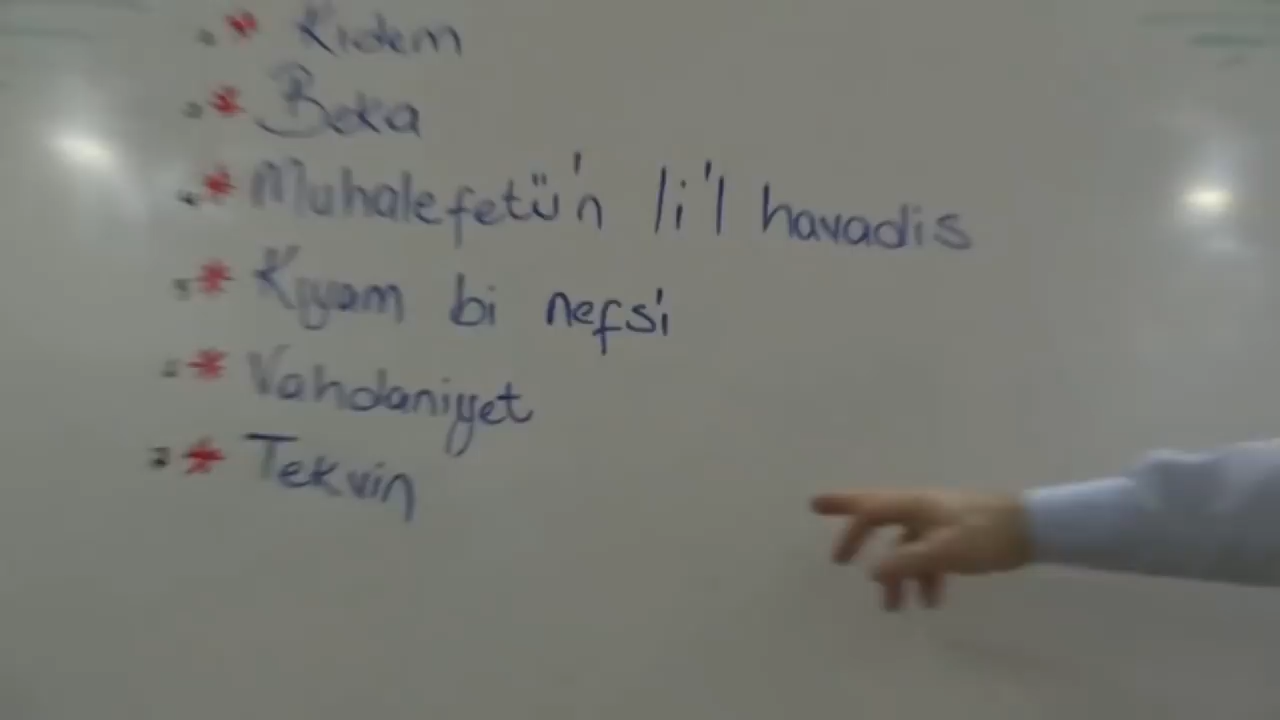 * Kıdem
* Beka
* Muhalefetü'n li'l havadis
* Kıyam bi nefsi
* Vahdaniyet
* Tekvin